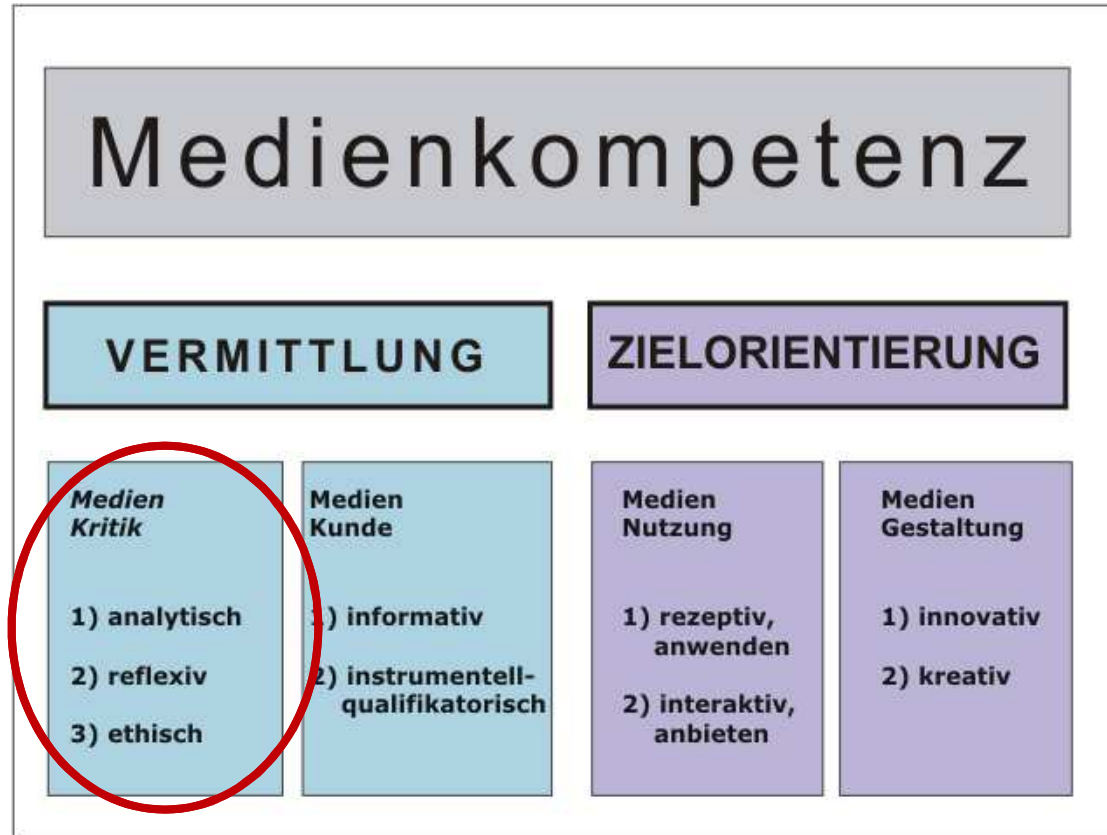 Medienkompetenz
VERMITTLUNG
ZIELORIENTIERUNG
Medien
Kritik
1) analytisch
2) reflexiv
3) ethisch
Medien
Kunde
1) informativ
2) instrumentell-
qualifikatorisch
Medien
Nutzung
1) rezeptiv,
anwenden
2) interaktiv,
anbieten
Medien
Gestaltung
1) innovativ
2) kreativ